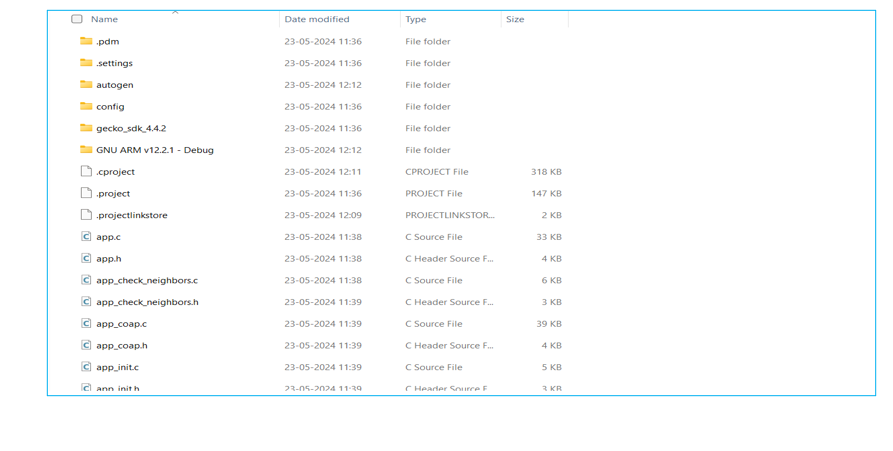 Name Date modified Type Size
.pdm 23-05-2024 11:36 File folder
.settings 23-05-2024 11:36 File folder
autogen 23-05-2024 12:12 File folder
config 23-05-2024 11:36 File folder
gecko_sdk_4.4.2 23-05-2024 11:36 File folder
GNU ARM v12.2.1 - Debug 23-05-2024 12:12 File folder
.cproject 23-05-2024 12:11 CPROJECT File 318 KB
.project 23-05-2024 11:36 PROJECT File 147 KB
.projectlinkstore 23-05-2024 12:09 PROJECTLINKSTOR... 2 KB
app.c 23-05-2024 11:38 C Source File 33 KB
app.h 23-05-2024 11:38 C Header Source F... 4 KB
app_check_neighbors.c 23-05-2024 11:38 C Source File 6 KB
app_check_neighbors.h 23-05-2024 11:39 C Header Source F... 3 KB
app_coap.c 23-05-2024 11:39 C Source File 39 KB
app_coap.h 23-05-2024 11:39 C Header Source F... 4 KB
app_init.c 23-05-2024 11:39 C Source File 5 KB
app_init.h 23-05-2024 11:39 C Header Source F... 3 KB